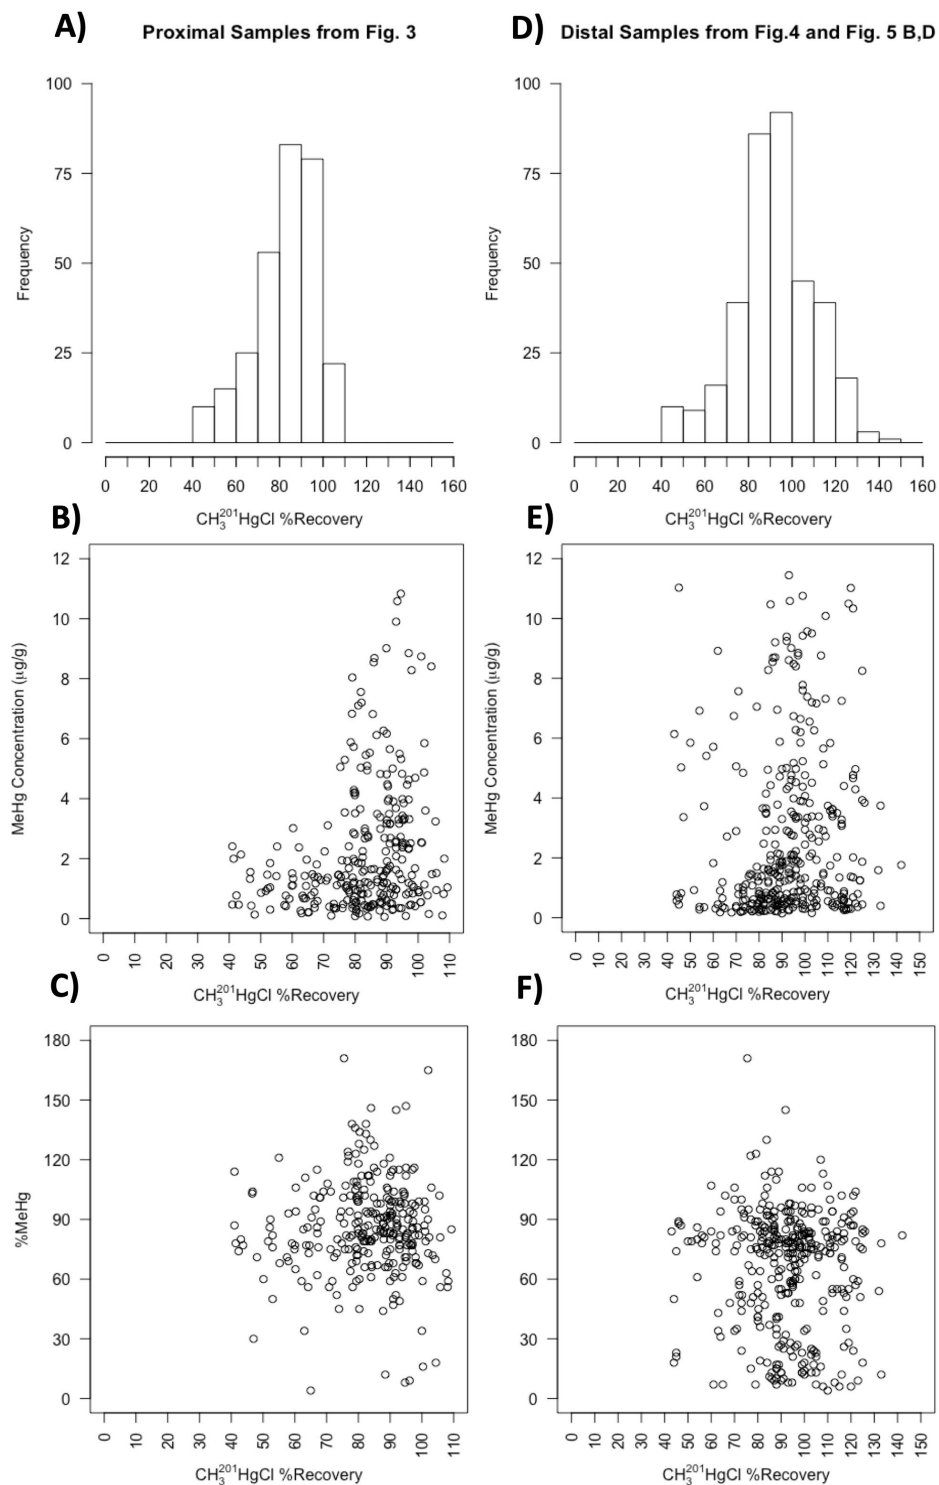 A) Proximal Samples from Fig. 3
100
75
50
25
0
Frequency
0 20 40 60 80 100 120 140 160
CH₃²⁰¹HgCl %Recovery
B)
12
10
8
6
4
2
0
MeHg Concentration (µg/g)
0 10 20 30 40 50 60 70 80 90 100 110
CH₃²⁰¹HgCl %Recovery
C)
180
150
120
90
60
30
0
%MeHg
0 10 20 30 40 50 60 70 80 90 100 110
CH₃²⁰¹HgCl %Recovery
D) Distal Samples from Fig.4 and Fig. 5 B,D
100
75
50
25
0
Frequency
0 20 40 60 80 100 120 140 160
CH₃²⁰¹HgCl %Recovery
E)
12
10
8
6
4
2
0
MeHg Concentration (µg/g)
0 10 20 30 40 50 60 70 80 90 100 110 120 130 140 150
CH₃²⁰¹HgCl %Recovery
F)
180
150
120
90
60
30
0
0 10 20 30 40 50 60 70 80 90 100 110 120 130 140 150
CH₃²⁰¹HgCl %Recovery